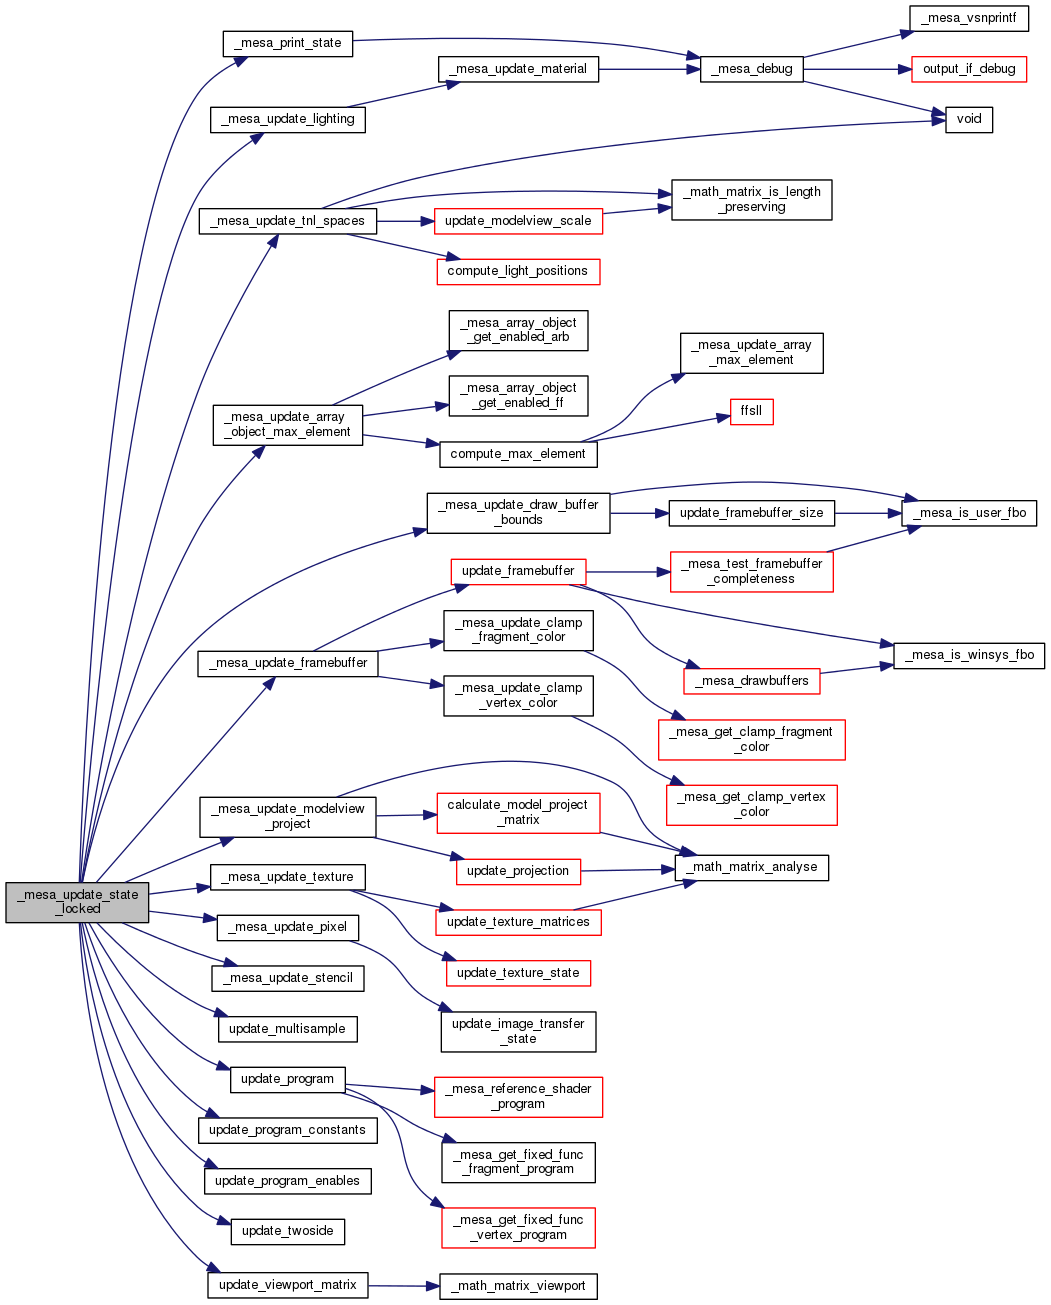 _mesa_vsnprintf
_mesa_print_state
_mesa_debug
output_if_debug
_mesa_update_material
void
_mesa_update_lighting
_math_matrix_is_length
_preserving
_mesa_update_tnl_spaces
update_modelview_scale
compute_light_positions
_mesa_array_object
_get_enabled_arb
_mesa_update_array
_max_element
_mesa_array_object
_get_enabled_ff
ffsll
_mesa_update_array
_object_max_element
compute_max_element
_mesa_update_draw_buffer
_bounds
update_framebuffer_size
_mesa_is_user_fbo
update_framebuffer
_mesa_test_framebuffer
_completeness
_mesa_update_clamp
_fragment_color
_mesa_is_winsys_fbo
_mesa_update_framebuffer
_mesa_drawbuffers
_mesa_update_clamp
_vertex_color
_mesa_get_clamp_fragment
_color
_mesa_get_clamp_vertex
_color
_mesa_update_modelview
_project
calculate_model_project
_matrix
_math_matrix_analyse
update_projection
_mesa_update_texture
_mesa_update_state
_locked
update_texture_matrices
_mesa_update_pixel
update_texture_state
_mesa_update_stencil
update_image_transfer
_state
update_multisample
update_program
_mesa_reference_shader
_program
update_program_constants
_mesa_get_fixed_func
_fragment_program
update_program_enables
_mesa_get_fixed_func
_vertex_program
update_twoside
update_viewport_matrix
_math_matrix_viewport